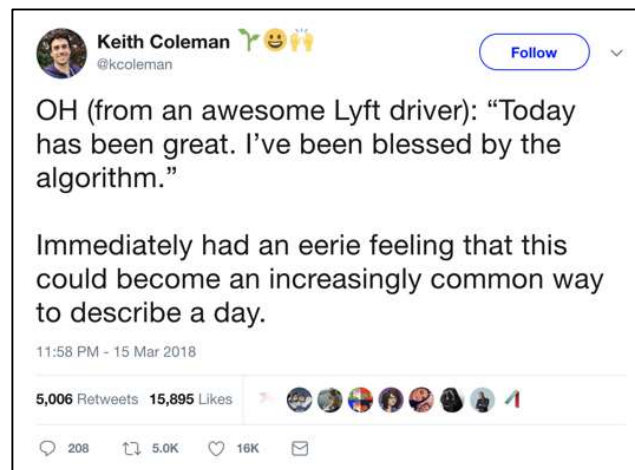 Keith Coleman 🌱😀🙌
@kcoleman
Follow
OH (from an awesome Lyft driver): “Today
has been great. I’ve been blessed by the
algorithm.”
Immediately had an eerie feeling that this
could become an increasingly common way
to describe a day.
11:58 PM - 15 Mar 2018
5,006 Retweets 15,895 Likes
208 5.0K 16K